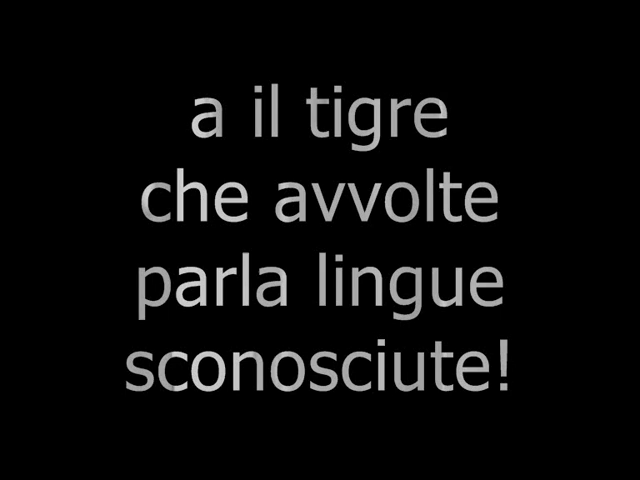 a il tigre
che avvolte
parla lingue
sconosciute!